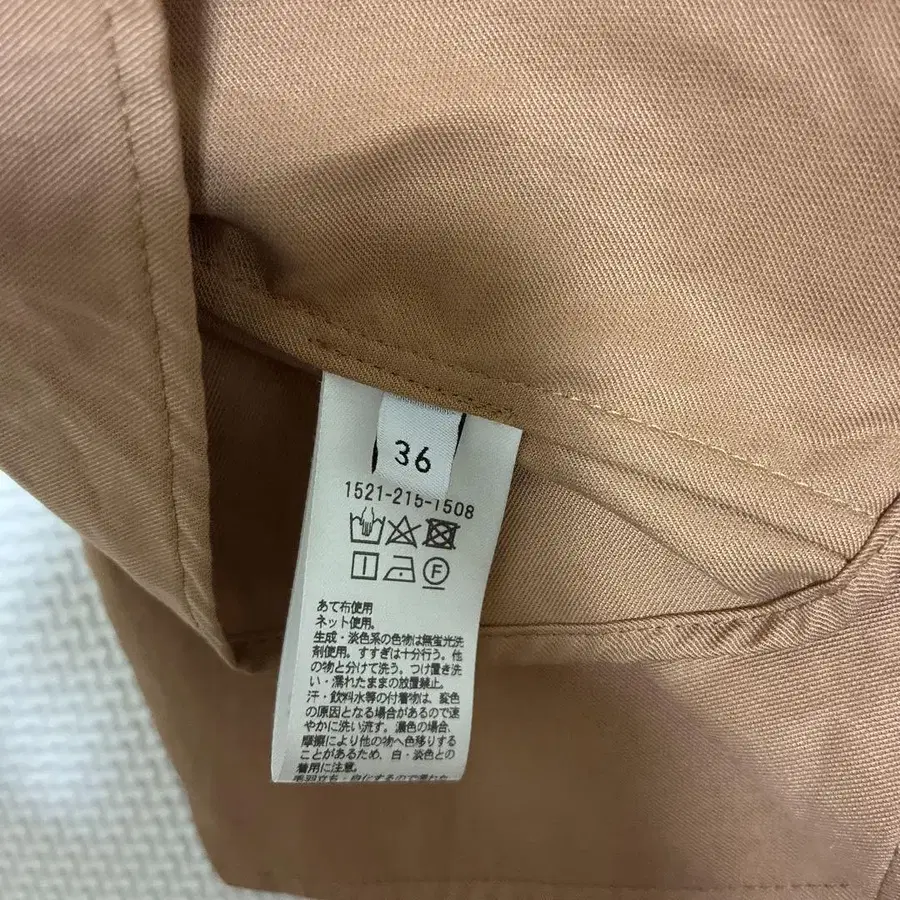 36
1521-215-1508
F
あて布使用
ネット使用。
生成・淡色系の色物は無蛍光洗
剤使用。すすぎは十分行う。他
の物と分けて洗う。つけ置き洗
い・濡れたままの放置禁止。
汗・飲料水等の付着物は、変色
の原因となる場合があるので速
やかに洗い流す。濃色の場合、
摩擦により他の物へ色移りする
ことがあるため、白・淡色との
着用に注意。